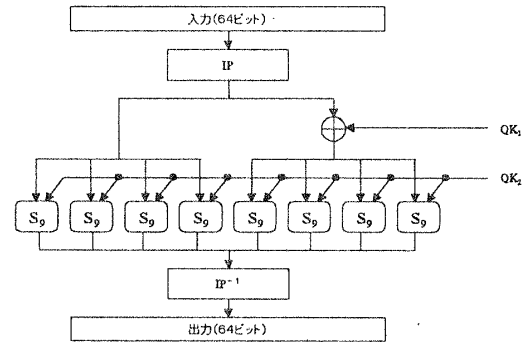 入力(64ビット)
IP
QK₁
QK₂
S₉ S₉ S₉ S₉ S₉ S₉ S₉ S₉
IP⁻¹
出力(64ビット)